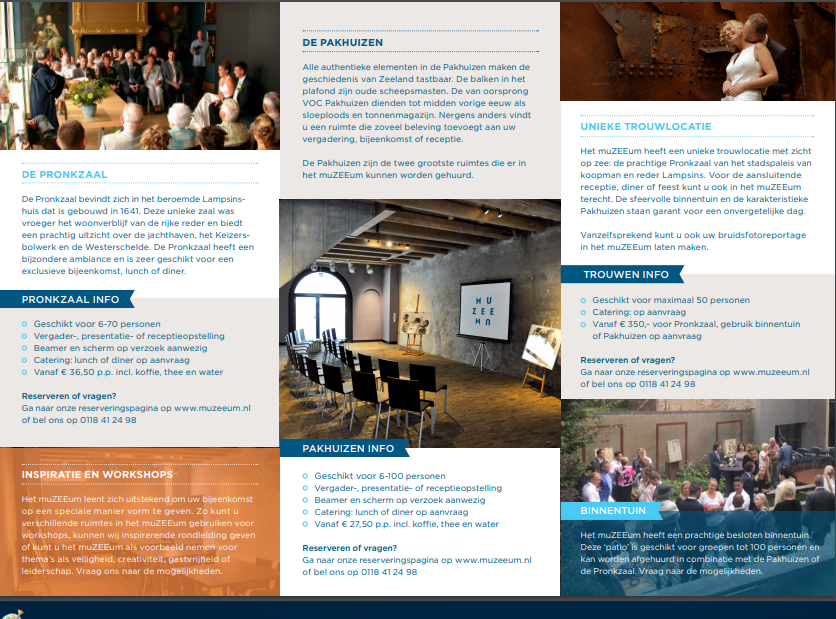 DE PRONKZAAL
De Pronkzaal bevindt zich in het beroemde Lampsins-
huis dat is gebouwd in 1641. Deze unieke zaal was
vroeger het woonverblijf van de rijke reder en biedt
een prachtig uitzicht over de jachthaven, het Keizers-
bolwerk en de Westerschelde. De Pronkzaal heeft een
bijzondere ambiance en is zeer geschikt voor een
exclusieve bijeenkomst, lunch of diner.
PRONKZAAL INFO
Geschikt voor 6-70 personen
Vergader-, presentatie- of receptieopstelling
Beamer en scherm op verzoek aanwezig
Catering: lunch of diner op aanvraag
Vanaf € 36,50 p.p. incl. koffie, thee en water
Reserveren of vragen?
Ga naar onze reserveringspagina op www.muzeeum.nl
of bel ons op 0118 41 24 98
INSPIRATIE EN WORKSHOPS
Het muZEEum leent zich uitstekend om uw bijeenkomst
op een speciale manier vorm te geven. Zo kunt u
verschillende ruimtes in het muZEEum gebruiken voor
workshops, kunnen wij inspirerende rondleiding geven
of kunt u het muZEEum als voorbeeld nemen voor
thema's als veiligheid, creativiteit, gastvrijheid of
leiderschap. Vraag ons naar de mogelijkheden.
DE PAKHUIZEN
Alle authentieke elementen in de Pakhuizen maken de
geschiedenis van Zeeland tastbaar. De balken in het
plafond zijn oude scheepsmasten. De van oorsprong
VOC Pakhuizen dienden tot midden vorige eeuw als
sloeploods en tonnenmagazijn. Nergens anders vindt
u een ruimte die zoveel beleving toevoegt aan uw
vergadering, bijeenkomst of receptie.
De Pakhuizen zijn de twee grootste ruimtes die er in
het muZEEum kunnen worden gehuurd.
MU
ZEE
UM
PAKHUIZEN INFO
Geschikt voor 6-100 personen
Vergader-, presentatie- of receptieopstelling
Beamer en scherm op verzoek aanwezig
Catering: lunch of diner op aanvraag
Vanaf € 27,50 p.p. incl. koffie, thee en water
Reserveren of vragen?
Ga naar onze reserveringspagina op www.muzeeum.nl
of bel ons op 0118 41 24 98
UNIEKE TROUWLOCATIE
Het muZEEum heeft een unieke trouwlocatie met zicht
op zee: de prachtige Pronkzaal van het stadspaleis van
koopman en reder Lampsins. Voor de aansluitende
receptie, diner of feest kunt u ook in het muZEEum
terecht. De sfeervolle binnentuin en de karakteristieke
Pakhuizen staan garant voor een onvergetelijke dag.
Vanzelfsprekend kunt u ook uw bruidsfotoreportage
in het muZEEum laten maken.
TROUWEN INFO
Geschikt voor maximaal 50 personen
Catering: op aanvraag
Vanaf € 350,- voor Pronkzaal, gebruik binnentuin
of Pakhuizen op aanvraag
Reserveren of vragen?
Ga naar onze reserveringspagina op www.muzeeum.nl
of bel ons op 0118 41 24 98
BINNENTUIN
Het muZEEum heeft een prachtige besloten binnentuin.
Deze 'patio' is geschikt voor groepen tot 100 personen en
kan worden afgehuurd in combinatie met de Pakhuizen of
de Pronkzaal. Vraag naar de mogelijkheden.